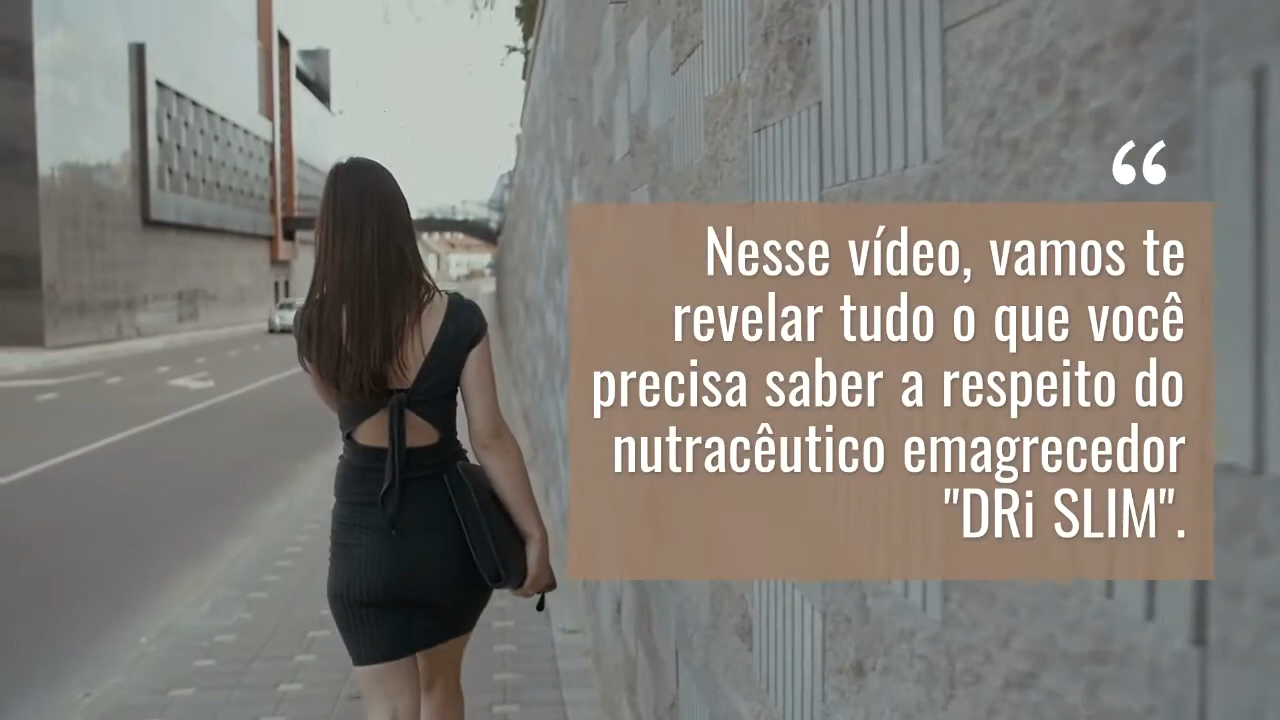 “
Nesse vídeo, vamos te
revelar tudo o que você
precisa saber a respeito do
nutracêutico emagrecedor
"DRi SLIM".